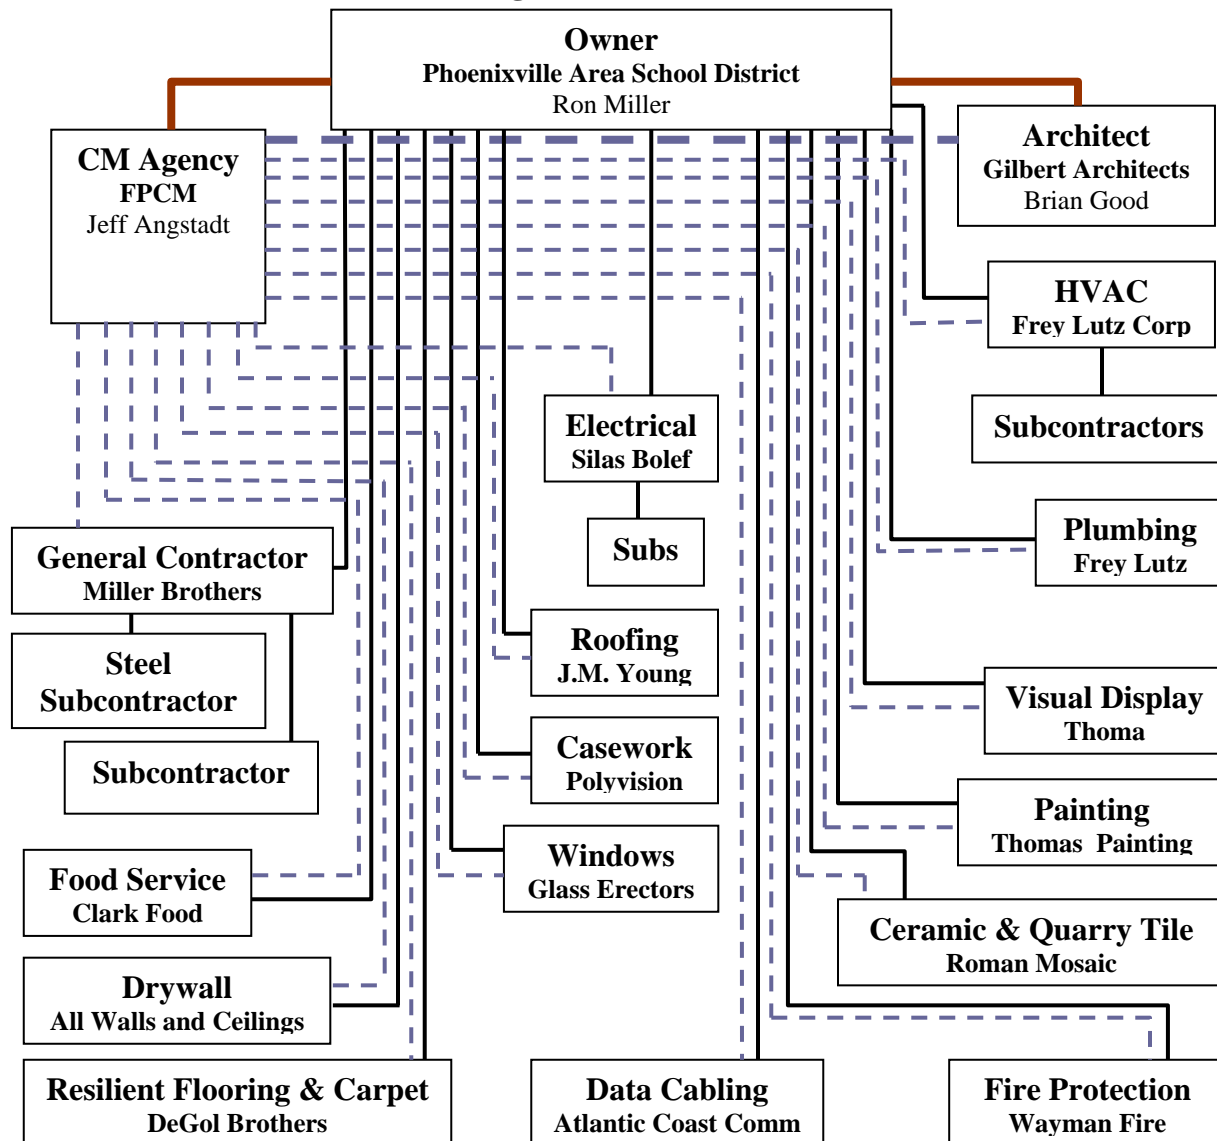 Owner
Phoenixville Area School District
Ron Miller
CM Agency
FPCM
Jeff Angstadt
Architect
Gilbert Architects
Brian Good
HVAC
Frey Lutz Corp
Subcontractors
Electrical
Silas Bolef
Subs
Plumbing
Frey Lutz
General Contractor
Miller Brothers
Steel
Subcontractor
Subcontractor
Roofing
J.M. Young
Casework
Polyvision
Windows
Glass Erectors
Visual Display
Thoma
Painting
Thomas Painting
Food Service
Clark Food
Ceramic & Quarry Tile
Roman Mosaic
Drywall
All Walls and Ceilings
Resilient Flooring & Carpet
DeGol Brothers
Data Cabling
Atlantic Coast Comm
Fire Protection
Wayman Fire